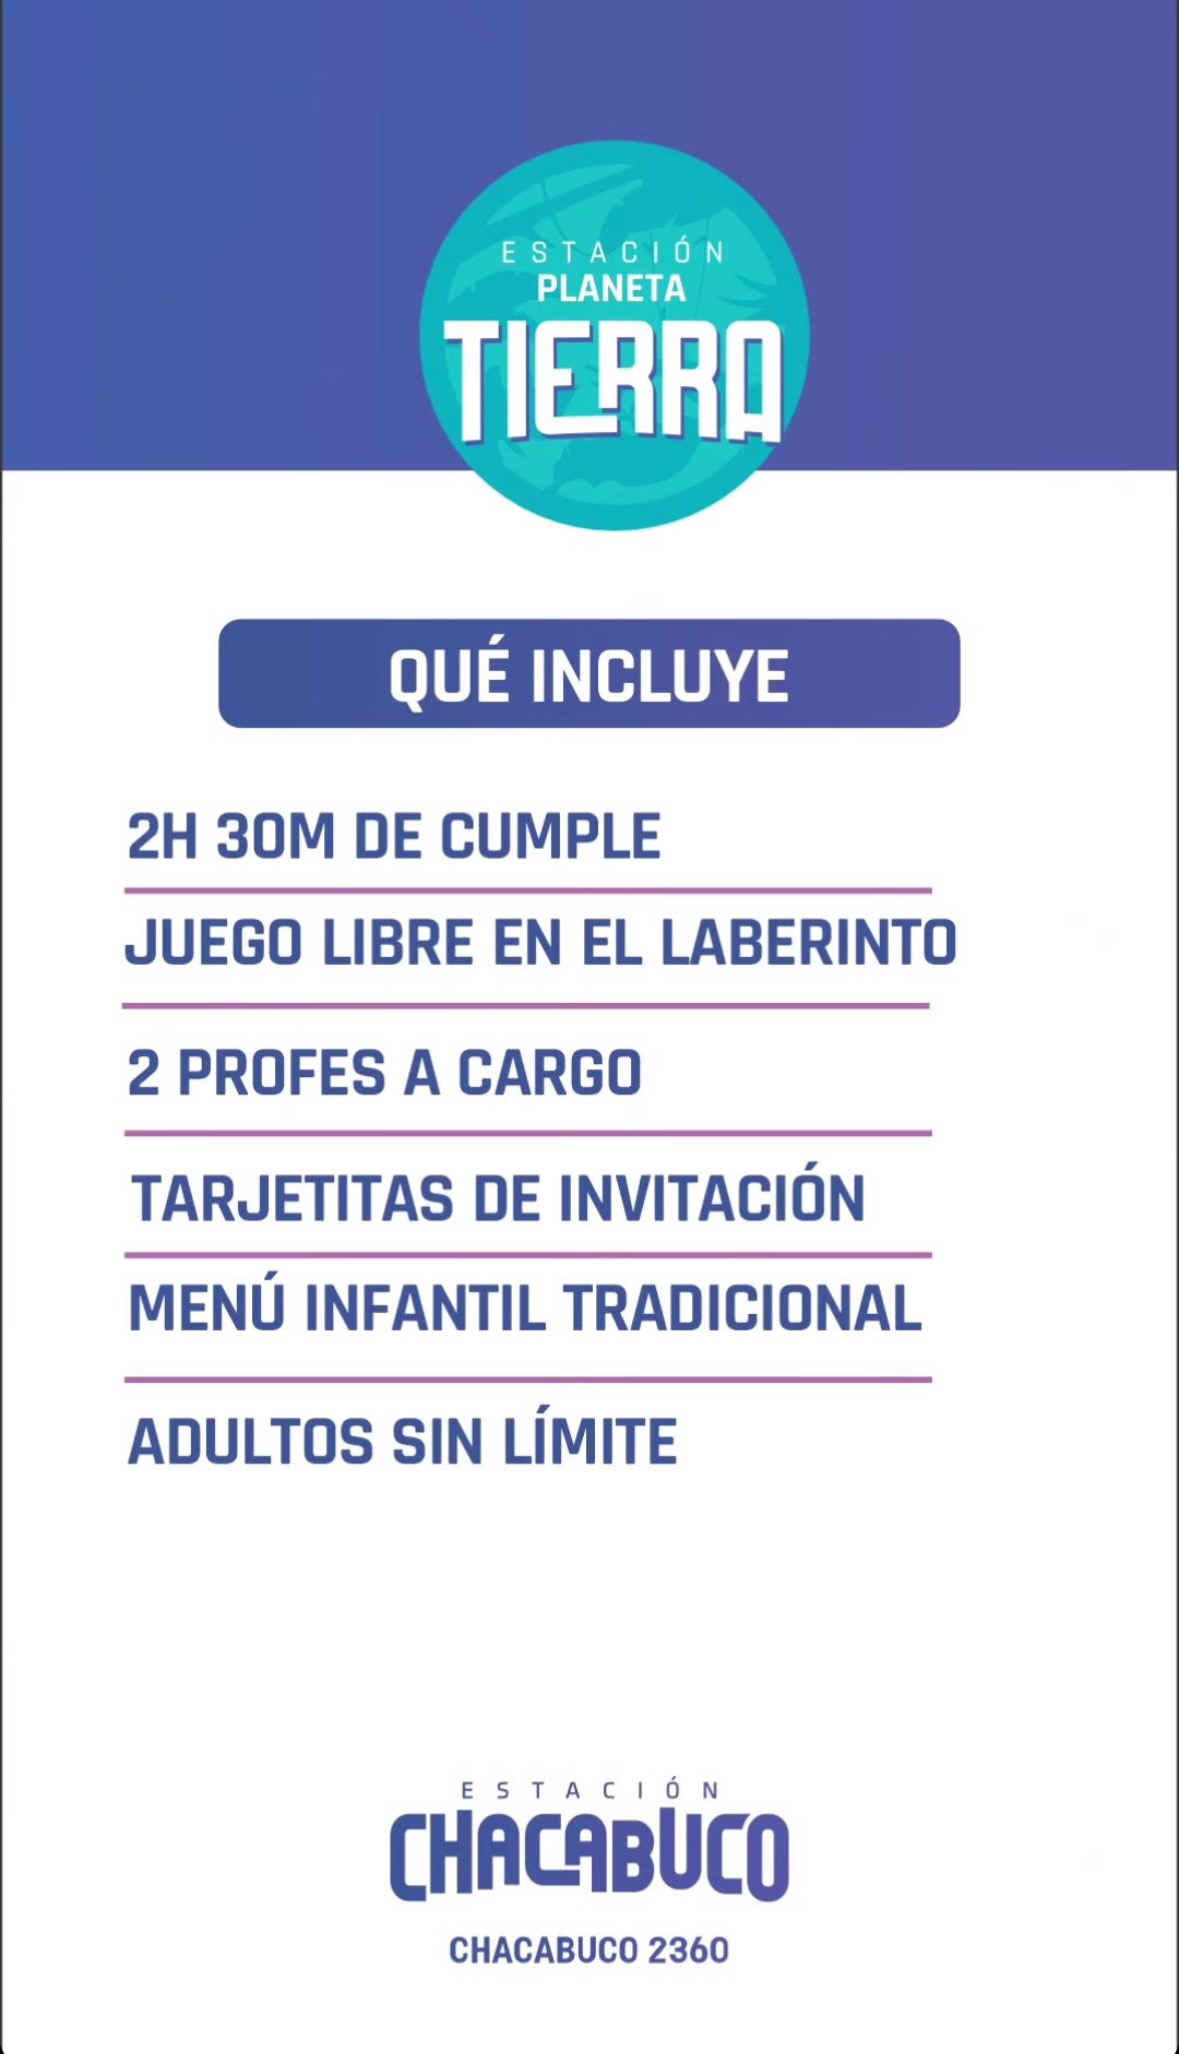 ESTACIÓN
PLANETA
TIERRA
QUÉ INCLUYE
2H 30M DE CUMPLE
JUEGO LIBRE EN EL LABERINTO
2 PROFES A CARGO
TARJETITAS DE INVITACIÓN
MENÚ INFANTIL TRADICIONAL
ADULTOS SIN LÍMITE
ESTACIÓN
CHACABUCO
CHACABUCO 2360